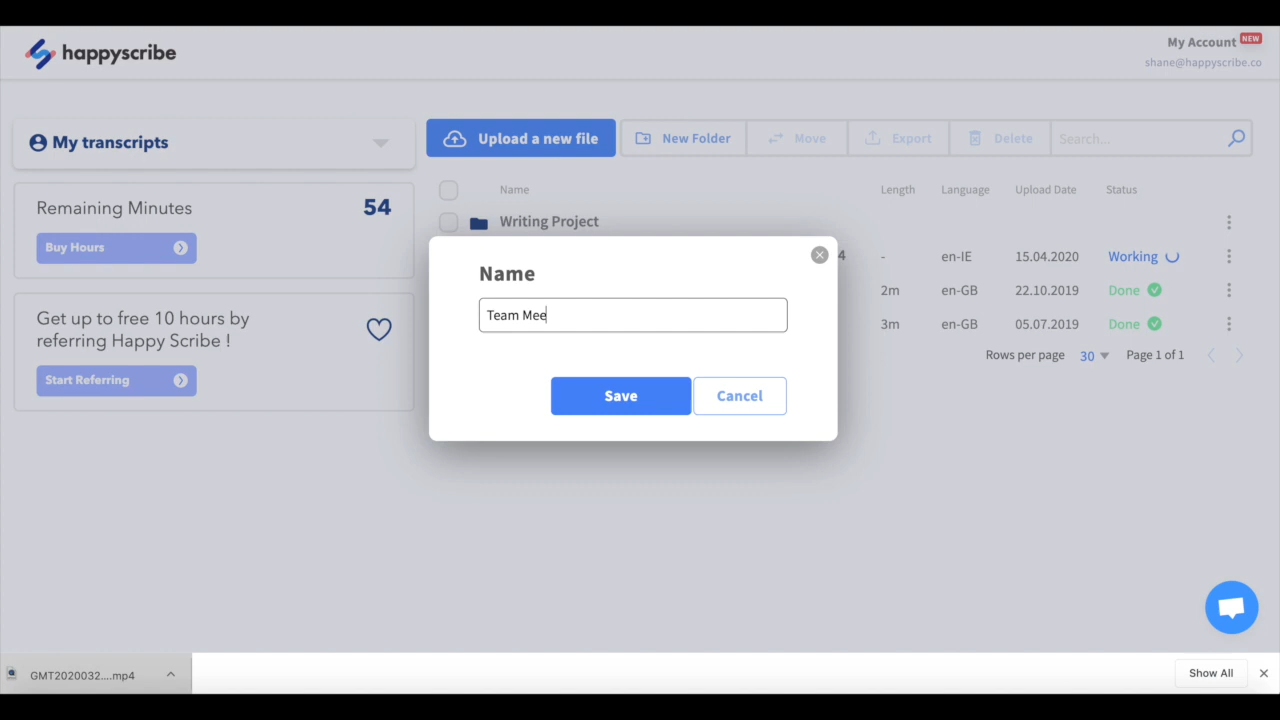 happyscribe
My Account NEW
shane@happyscribe.co
My transcripts
Upload a new file
New Folder
Move
Export
Delete
Search...
Remaining Minutes 54
Buy Hours
Get up to free 10 hours by
referring Happy Scribe !
Start Referring
Name Length Language Upload Date Status
Writing Project
4 - en-IE 15.04.2020 Working
2m en-GB 22.10.2019 Done
3m en-GB 05.07.2019 Done
Rows per page 30 Page 1 of 1
Name
Team Mee
Save Cancel
GMT2020032....mp4
Show All